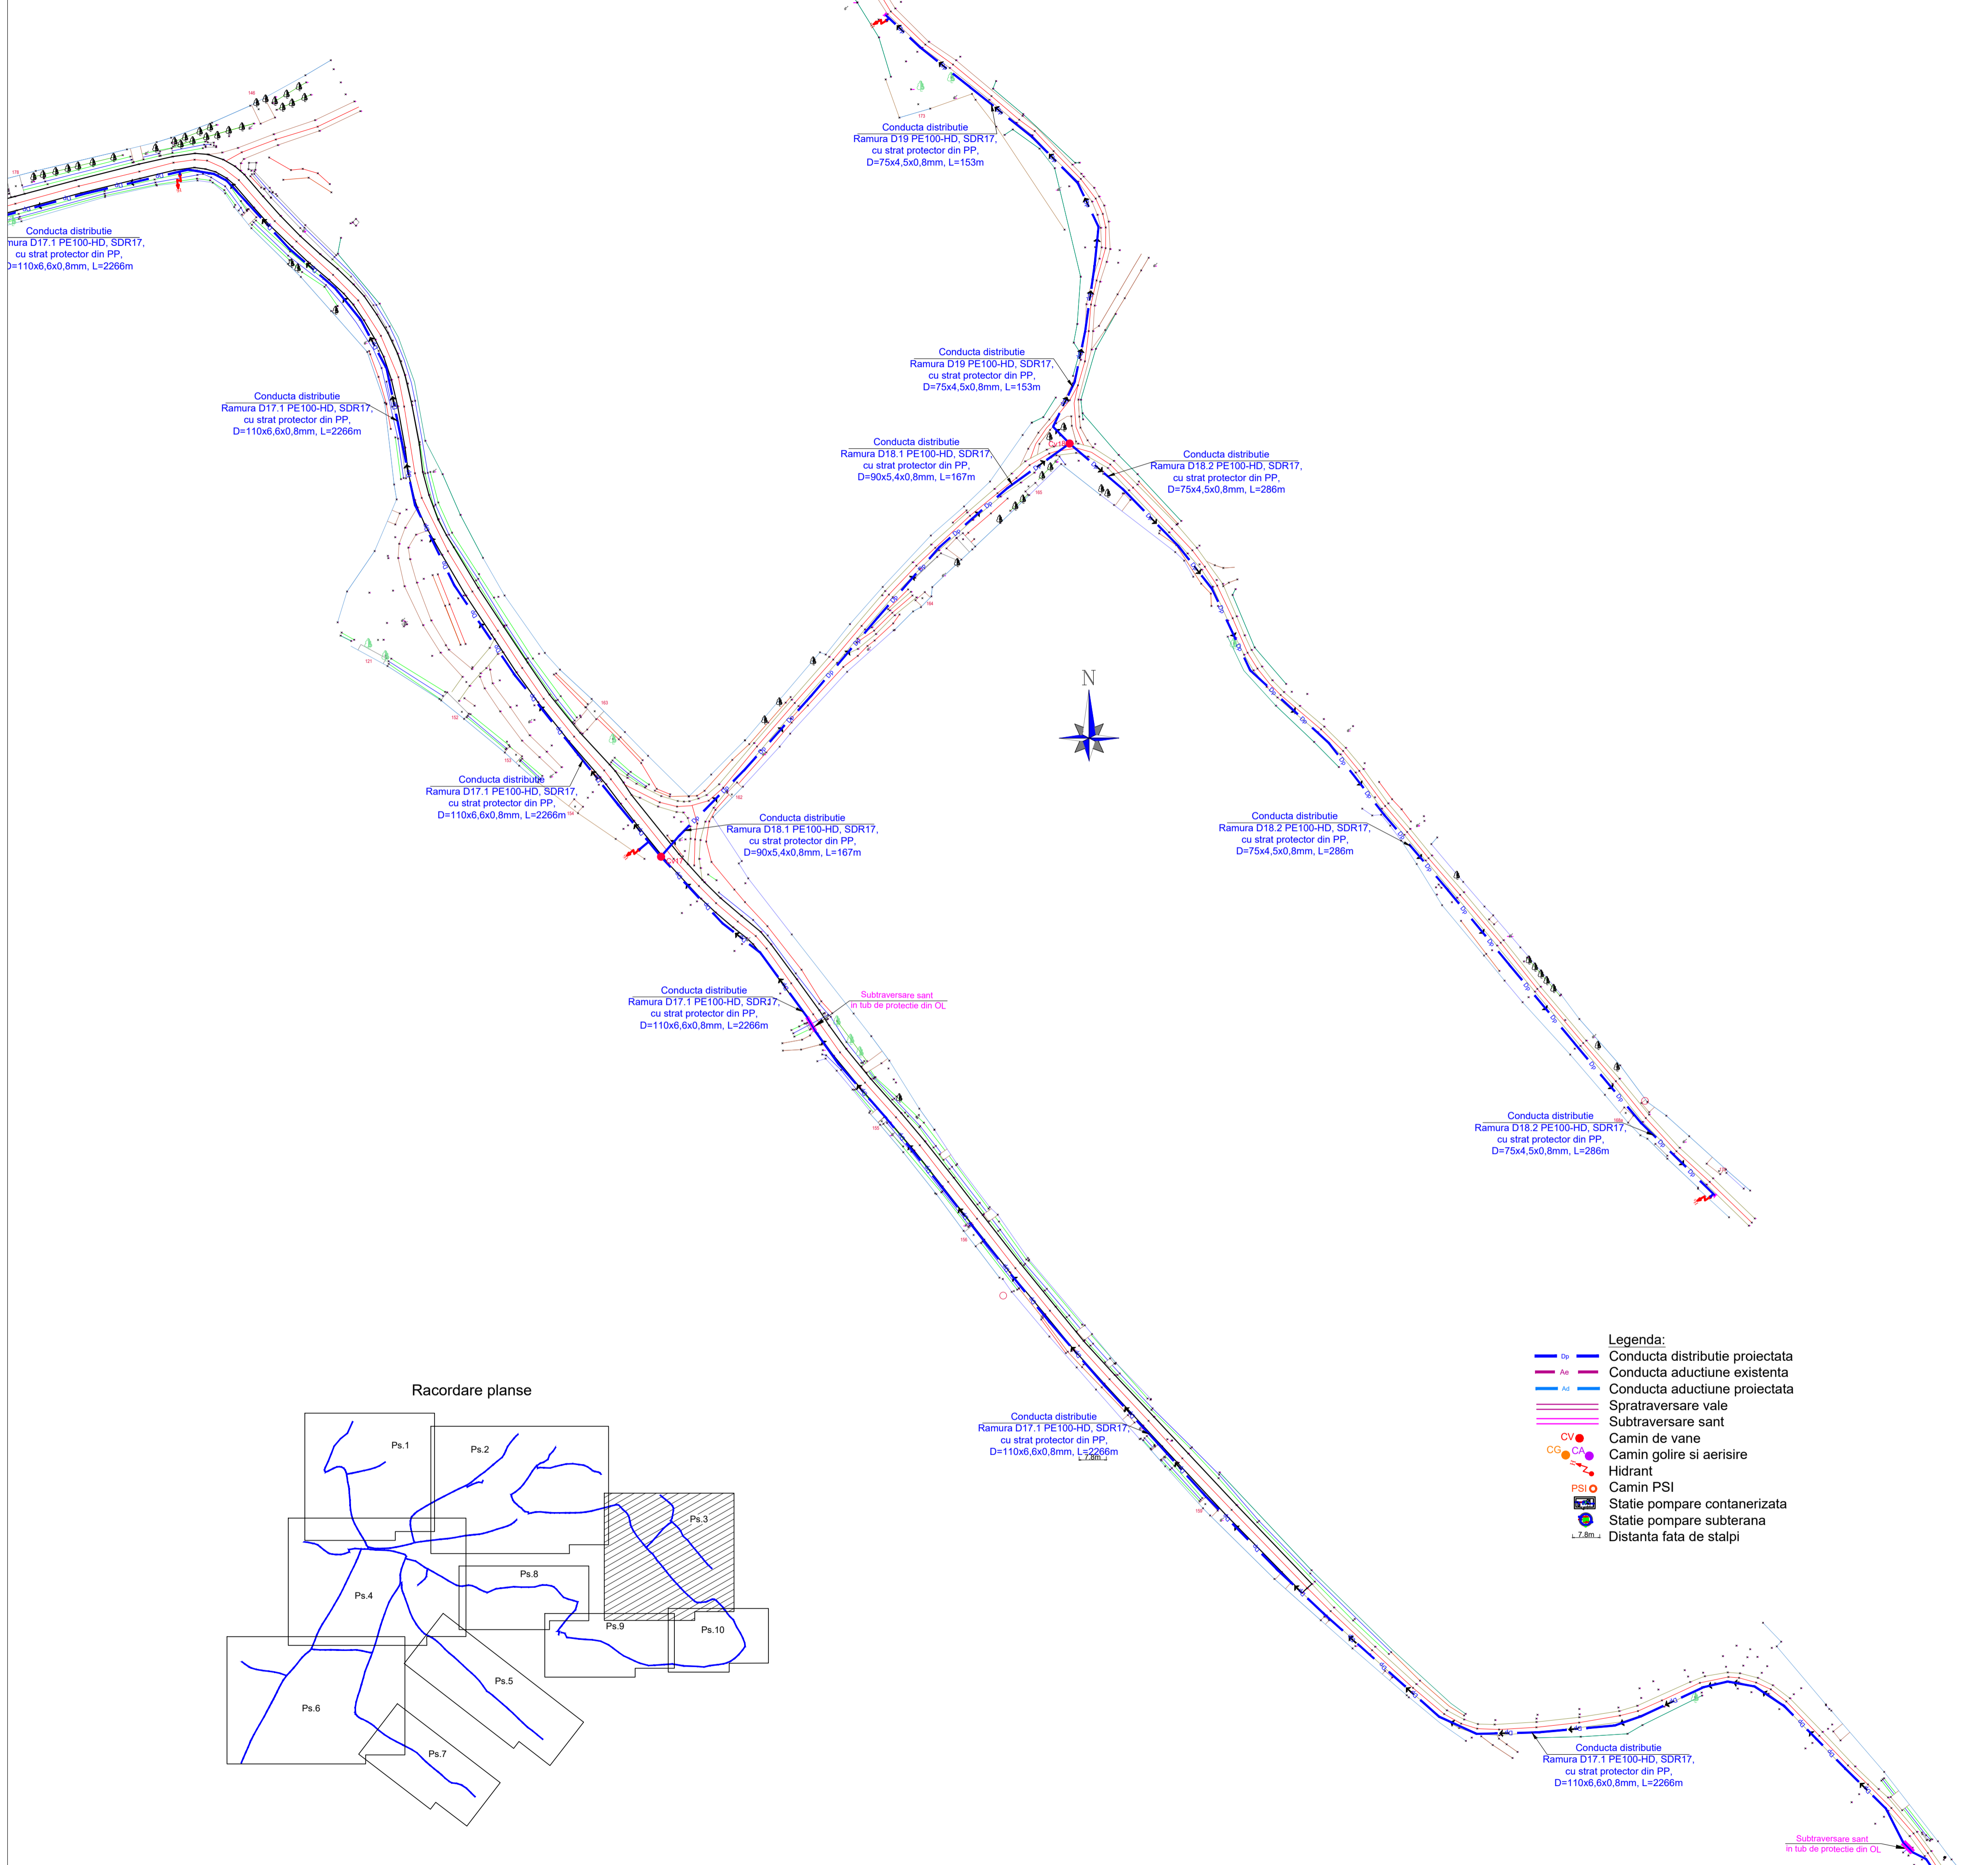 Conducta distributie
Ramura D19 PE100-HD, SDR17,
cu strat protector din PP,
D=75x4,5x0,8mm, L=153m
173
148
179
Conducta distributie
mura D17.1 PE100-HD, SDR17,
cu strat protector din PP,
D=110x6,6x0,8mm, L=2266m
Conducta distributie
Ramura D19 PE100-HD, SDR17,
cu strat protector din PP,
D=75x4,5x0,8mm, L=153m
Conducta distributie
Ramura D17.1 PE100-HD, SDR17,
cu strat protector din PP,
D=110x6,6x0,8mm, L=2266m
Conducta distributie
Ramura D18.1 PE100-HD, SDR17,
cu strat protector din PP,
D=90x5,4x0,8mm, L=167m
Conducta distributie
Ramura D18.2 PE100-HD, SDR17,
cu strat protector din PP,
D=75x4,5x0,8mm, L=286m
N
Conducta distributie
Ramura D17.1 PE100-HD, SDR17,
cu strat protector din PP,
D=110x6,6x0,8mm, L=2266m
Conducta distributie
Ramura D18.1 PE100-HD, SDR17,
cu strat protector din PP,
D=90x5,4x0,8mm, L=167m
Conducta distributie
Ramura D18.2 PE100-HD, SDR17,
cu strat protector din PP,
D=75x4,5x0,8mm, L=286m
Conducta distributie
Ramura D17.1 PE100-HD, SDR17,
cu strat protector din PP,
D=110x6,6x0,8mm, L=2266m
Subtraversare sant
in tub de protectie din OL
Conducta distributie
Ramura D18.2 PE100-HD, SDR17,
cu strat protector din PP,
D=75x4,5x0,8mm, L=286m
Conducta distributie
Ramura D17.1 PE100-HD, SDR17,
cu strat protector din PP,
D=110x6,6x0,8mm, L=2266m
7.8m
Legenda:
Dp Conducta distributie proiectata
Ae Conducta aductiune existenta
Ad Conducta aductiune proiectata
Spratraversare vale
Subtraversare sant
CV Camin de vane
CG CA Camin golire si aerisire
Hidrant
PSI Camin PSI
Statie pompare contanerizata
Statie pompare subterana
7.8m Distanta fata de stalpi
Racordare planse
Ps.1
Ps.2
Ps.3
Ps.8
Ps.4
Ps.9
Ps.10
Ps.5
Ps.6
Ps.7
Conducta distributie
Ramura D17.1 PE100-HD, SDR17,
cu strat protector din PP,
D=110x6,6x0,8mm, L=2266m
Subtraversare sant
in tub de protectie din OL